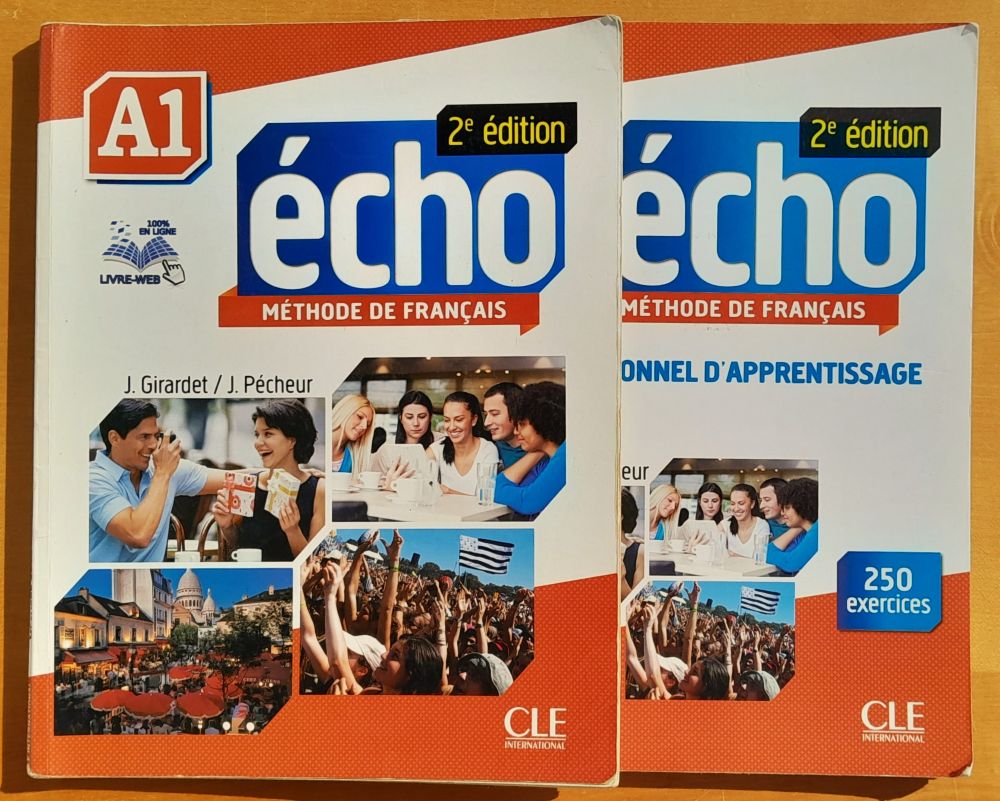 A1
2e édition
écho
MÉTHODE DE FRANÇAIS
100%
EN LIGNE
LIVRE-WEB
J. Girardet / J. Pécheur
CLE
INTERNATIONAL
2e édition
écho
MÉTHODE DE FRANÇAIS
ONNEL D'APPRENTISSAGE
eur
250
exercices
CLE
INTERNATIONAL